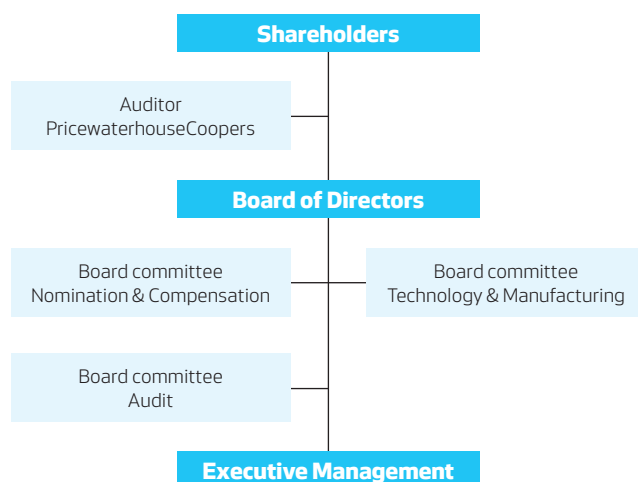 Shareholders
Auditor
PricewaterhouseCoopers
Board of Directors
Board committee
Nomination & Compensation
Board committee
Technology & Manufacturing
Board committee
Audit
Executive Management